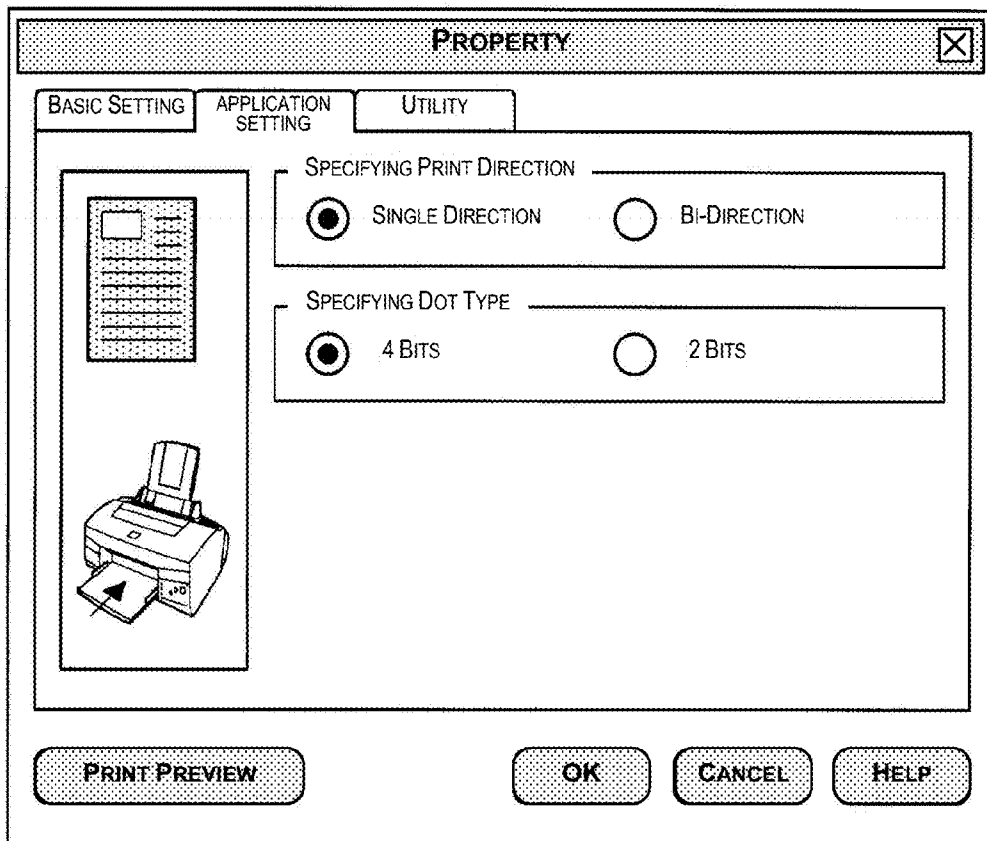 PROPERTY
BASIC SETTING
APPLICATION SETTING
UTILITY
SPECIFYING PRINT DIRECTION
SINGLE DIRECTION
BI-DIRECTION
SPECIFYING DOT TYPE
4 BITS
2 BITS
PRINT PREVIEW
OK
CANCEL
HELP